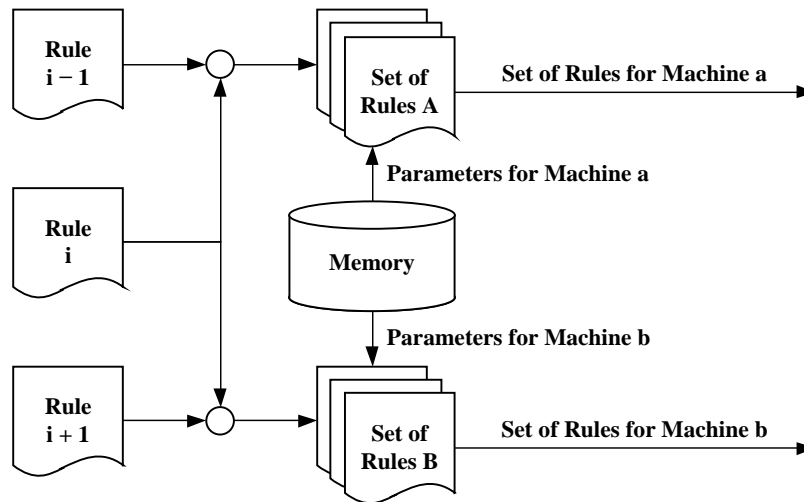 Rule
i − 1
Set of
Rules A
Set of Rules for Machine a
Parameters for Machine a
Rule
i
Memory
Parameters for Machine b
Rule
i + 1
Set of
Rules B
Set of Rules for Machine b